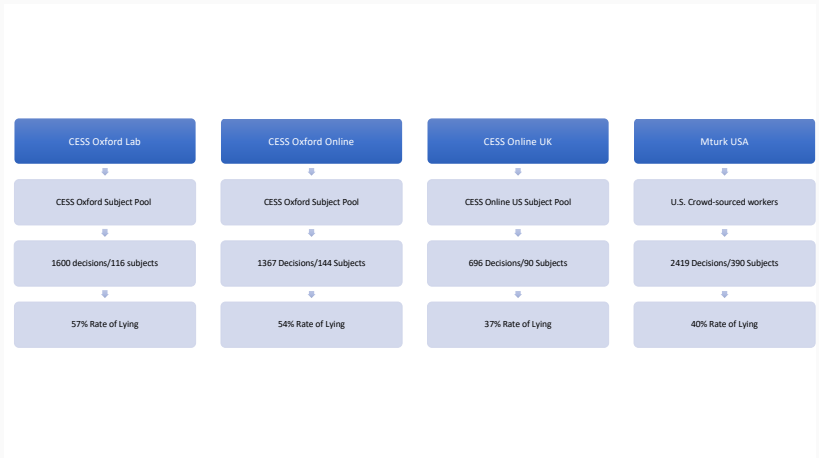 CESS Oxford Lab
CESS Oxford Subject Pool
1600 decisions/116 subjects
57% Rate of Lying
CESS Oxford Online
CESS Oxford Subject Pool
1367 Decisions/144 Subjects
54% Rate of Lying
CESS Online UK
CESS Online US Subject Pool
696 Decisions/90 Subjects
37% Rate of Lying
Mturk USA
U.S. Crowd-sourced workers
2419 Decisions/390 Subjects
40% Rate of Lying